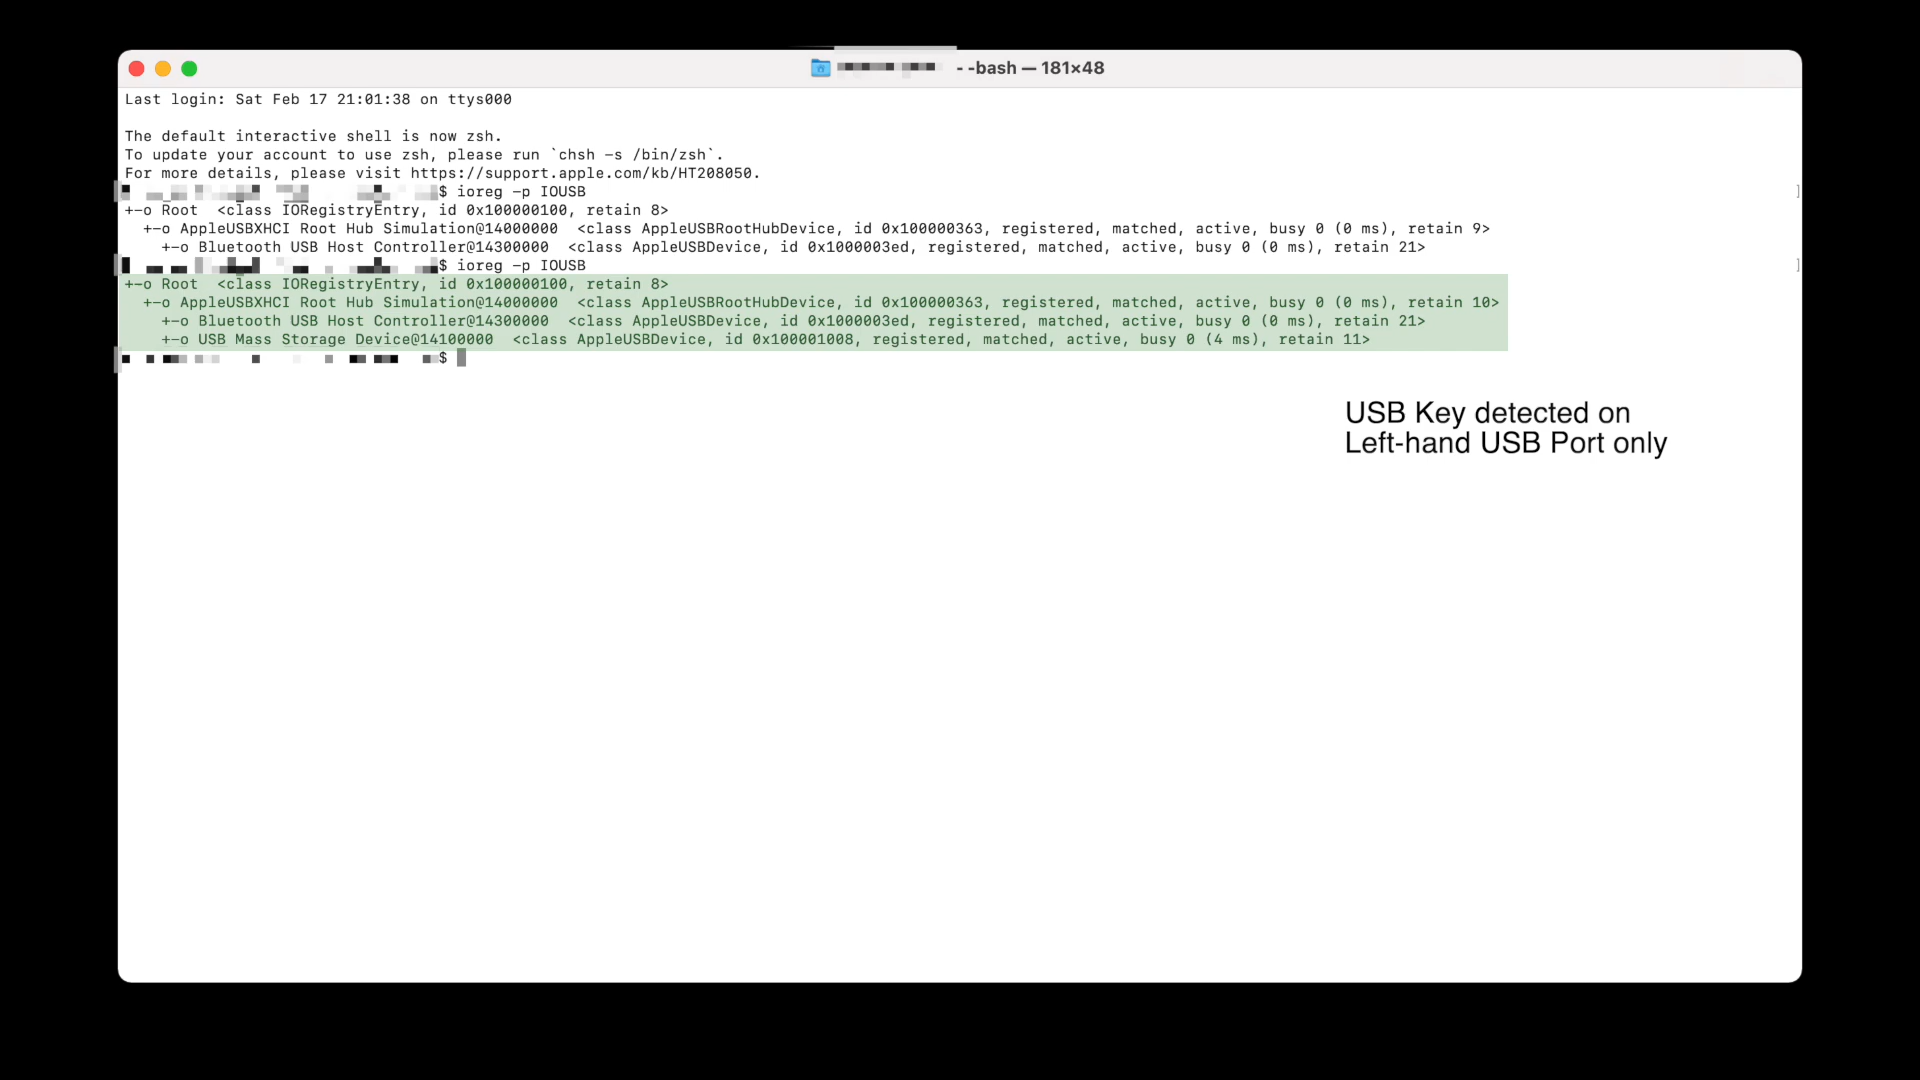 - -bash — 181×48
Last login: Sat Feb 17 21:01:38 on ttys000
The default interactive shell is now zsh.
To update your account to use zsh, please run `chsh -s /bin/zsh`.
For more details, please visit https://support.apple.com/kb/HT208050.
$ ioreg -p IOUSB
+-o Root  <class IORegistryEntry, id 0x100000100, retain 8>
  +-o AppleUSBXHCI Root Hub Simulation@14000000  <class AppleUSBRootHubDevice, id 0x100000363, registered, matched, active, busy 0 (0 ms), retain 9>
    +-o Bluetooth USB Host Controller@14300000  <class AppleUSBDevice, id 0x1000003ed, registered, matched, active, busy 0 (0 ms), retain 21>
$ ioreg -p IOUSB
+-o Root  <class IORegistryEntry, id 0x100000100, retain 8>
  +-o AppleUSBXHCI Root Hub Simulation@14000000  <class AppleUSBRootHubDevice, id 0x100000363, registered, matched, active, busy 0 (0 ms), retain 10>
    +-o Bluetooth USB Host Controller@14300000  <class AppleUSBDevice, id 0x1000003ed, registered, matched, active, busy 0 (0 ms), retain 21>
    +-o USB Mass Storage Device@14100000  <class AppleUSBDevice, id 0x100001008, registered, matched, active, busy 0 (4 ms), retain 11>
$
USB Key detected on
Left-hand USB Port only